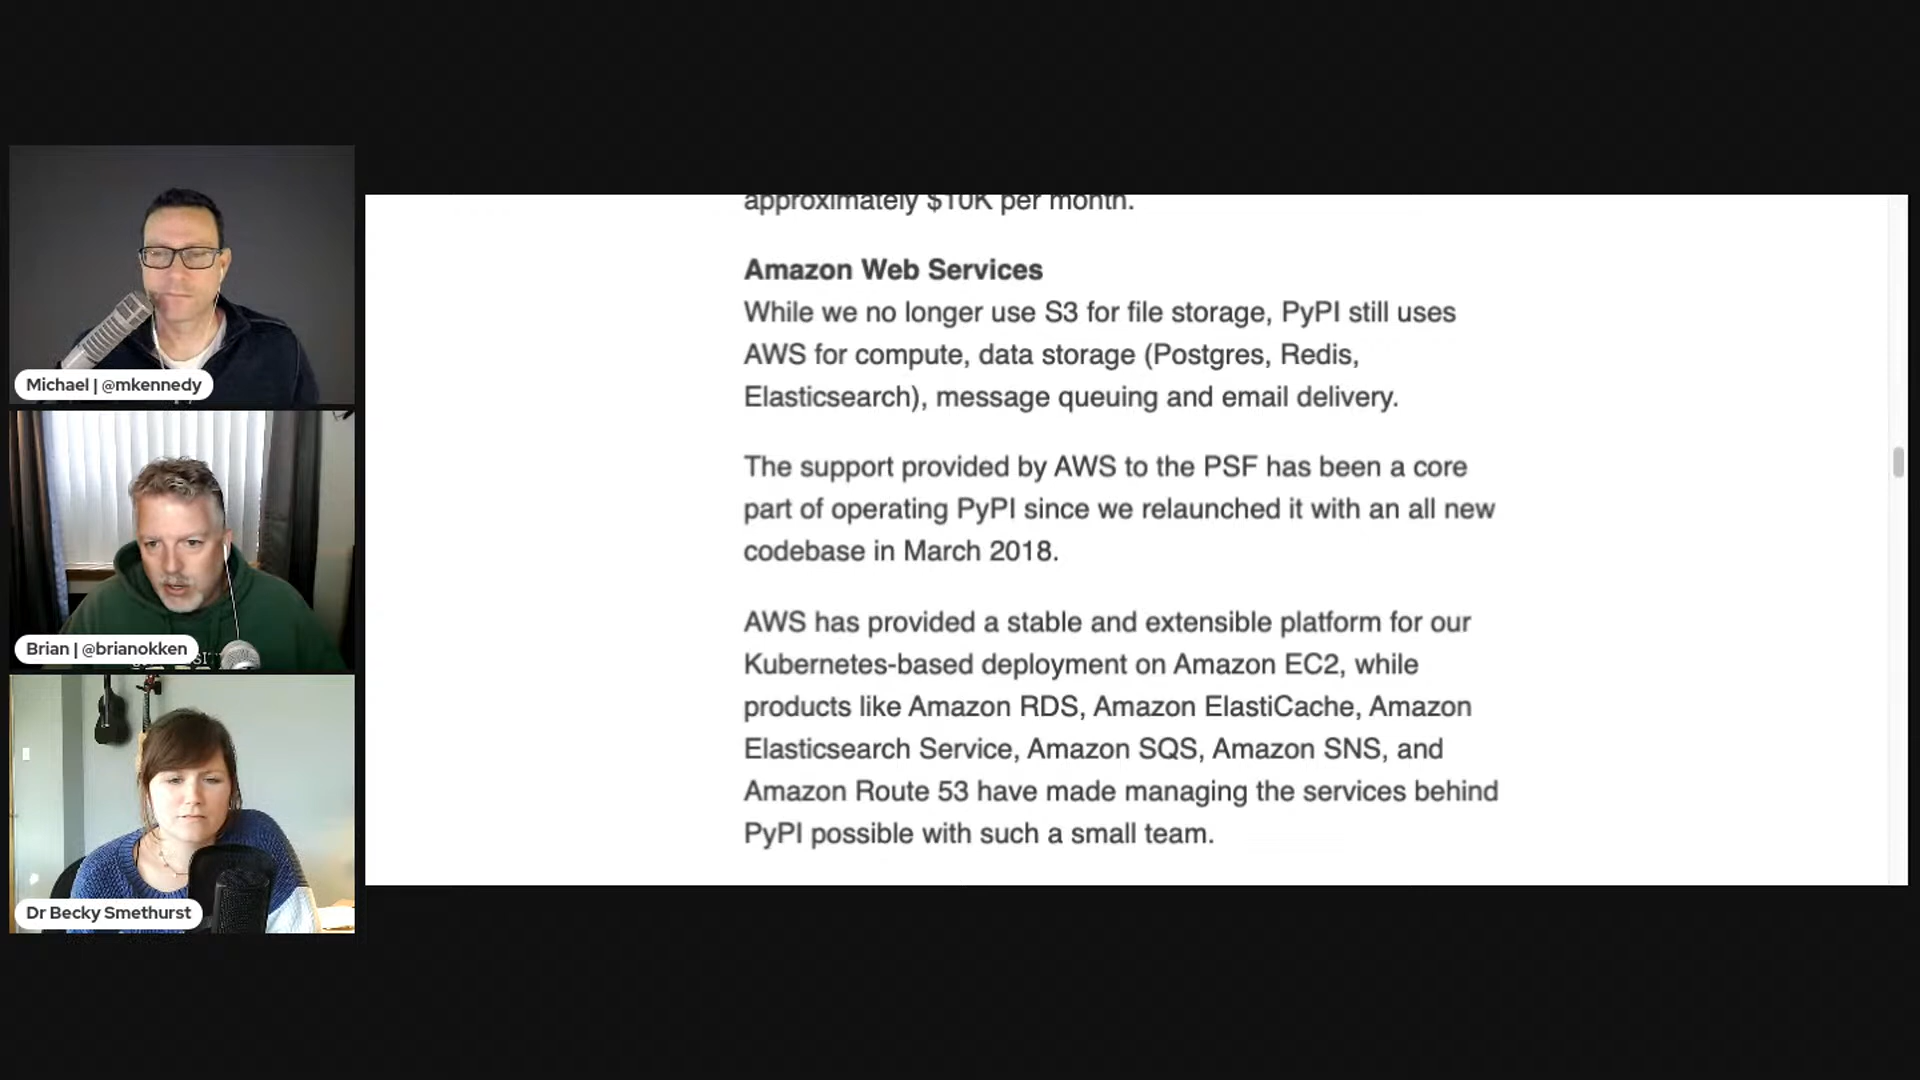 Michael | @mkennedy
Brian | @brianokken
Dr Becky Smethurst
approximately $10K per month.
Amazon Web Services
While we no longer use S3 for file storage, PyPI still uses
AWS for compute, data storage (Postgres, Redis,
Elasticsearch), message queuing and email delivery.
The support provided by AWS to the PSF has been a core
part of operating PyPI since we relaunched it with an all new
codebase in March 2018.
AWS has provided a stable and extensible platform for our
Kubernetes-based deployment on Amazon EC2, while
products like Amazon RDS, Amazon ElastiCache, Amazon
Elasticsearch Service, Amazon SQS, Amazon SNS, and
Amazon Route 53 have made managing the services behind
PyPI possible with such a small team.